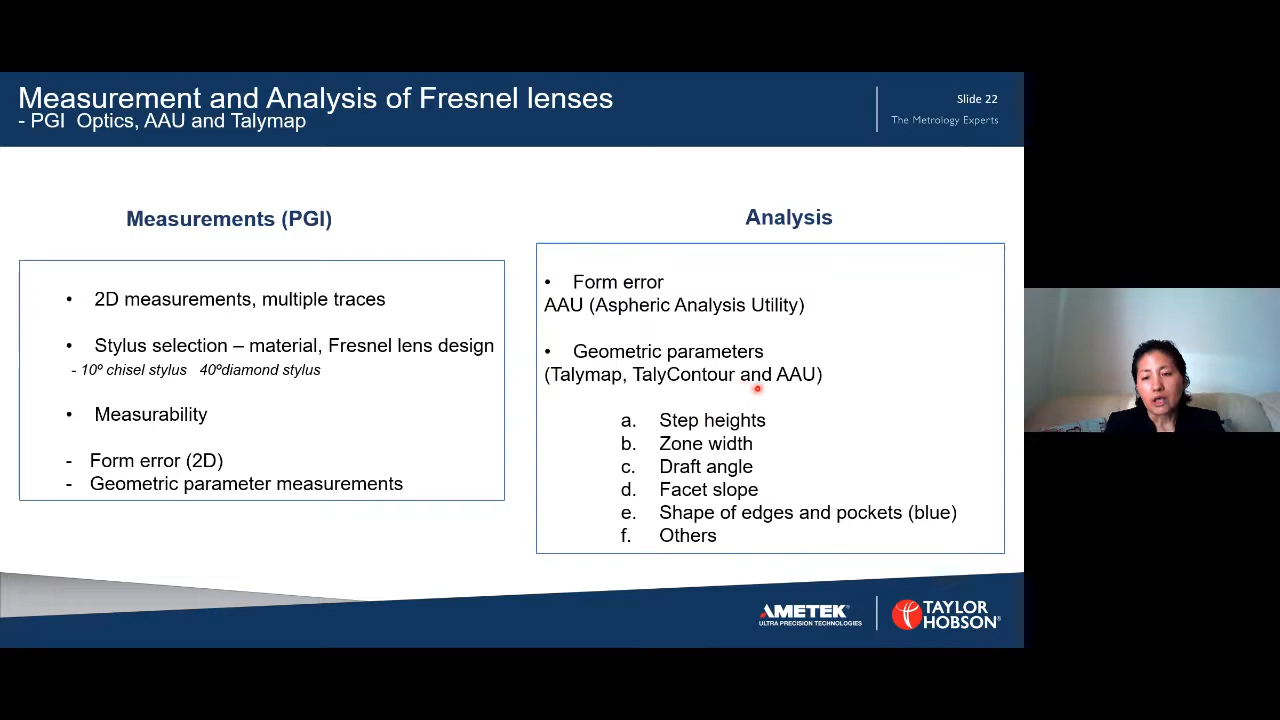 Measurement and Analysis of Fresnel lenses
- PGI Optics, AAU and Talymap
Slide 22
The Metrology Experts
Measurements (PGI)
• 2D measurements, multiple traces
• Stylus selection – material, Fresnel lens design
- 10º chisel stylus 40ºdiamond stylus
• Measurability
- Form error (2D)
- Geometric parameter measurements
Analysis
• Form error
AAU (Aspheric Analysis Utility)
• Geometric parameters
(Talymap, TalyContour and AAU)
a. Step heights
b. Zone width
c. Draft angle
d. Facet slope
e. Shape of edges and pockets (blue)
f. Others
AMETEK®
ULTRA PRECISION TECHNOLOGIES
TAYLOR
HOBSON®